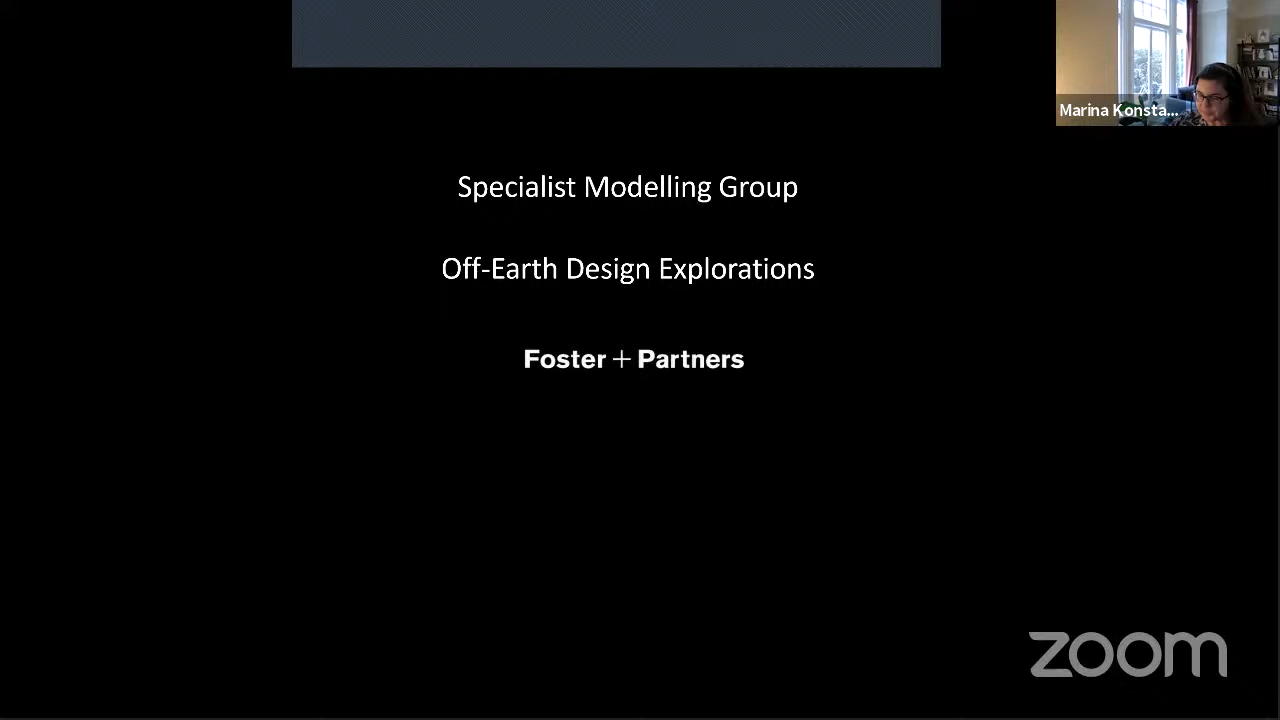 Marina Konsta...
Specialist Modelling Group
Off-Earth Design Explorations
Foster + Partners
zoom